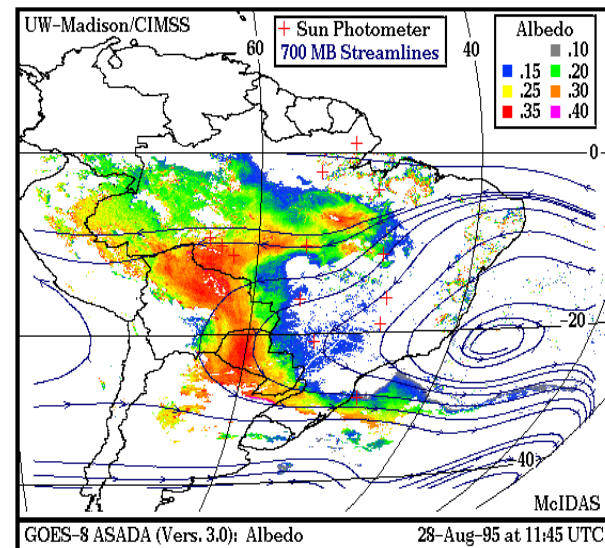 UW-Madison/CIMSS
+ Sun Photometer
700 MB Streamlines
Albedo
.10
.15 .20
.25 .30
.35 .40
60
40
0
-20
-40
McIDAS
GOES-8 ASADA (Vers. 3.0): Albedo 28-Aug-95 at 11:45 UTC